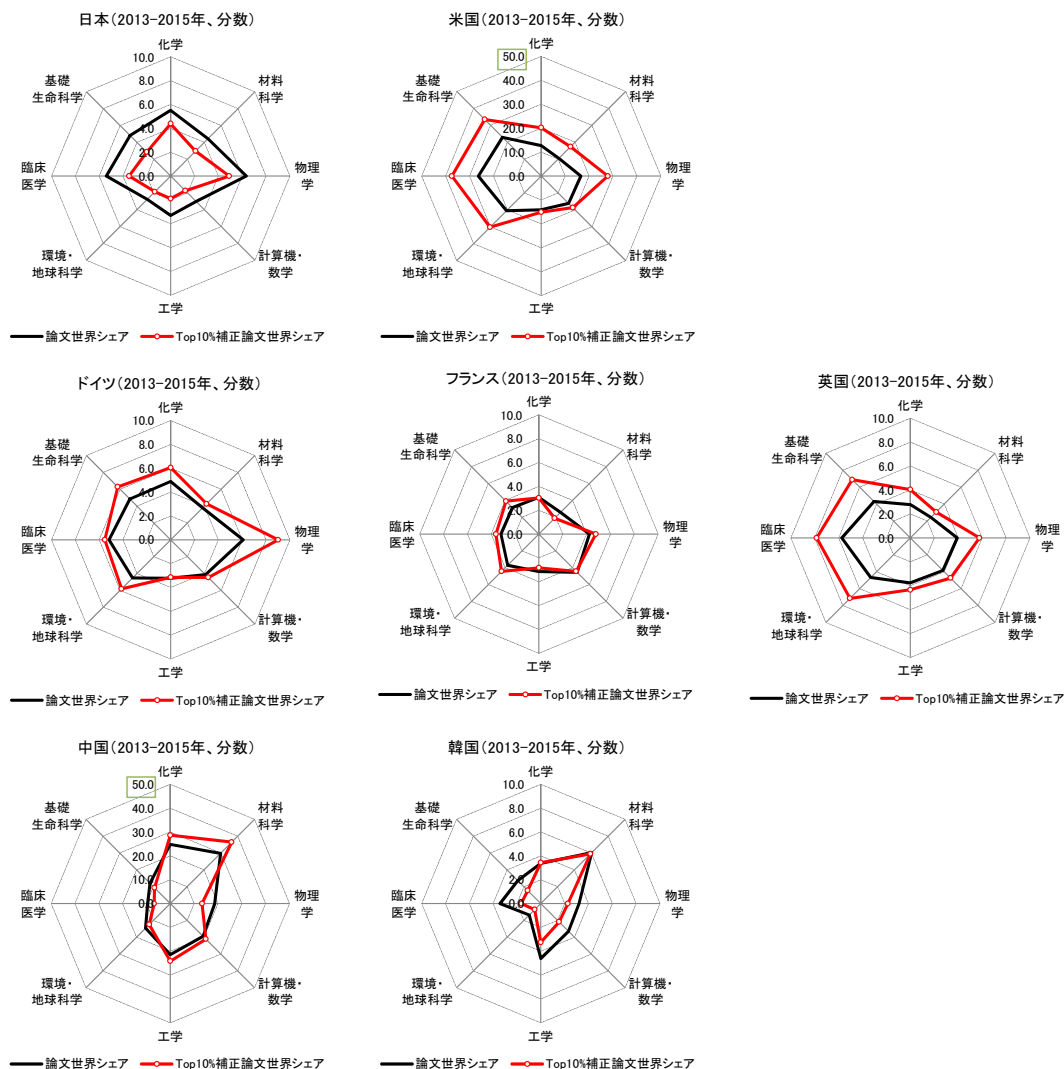 日本(2013-2015年、分数)
化学
10.0
8.0
6.0
4.0
2.0
0.0
材料
科学
物理
学
計算機・
数学
工学
環境・
地球科学
臨床
医学
基礎
生命科学
論文世界シェア
Top10%補正論文世界シェア
米国(2013-2015年、分数)
化学
50.0
40.0
30.0
20.0
10.0
0.0
材料
科学
物理
学
計算機・
数学
工学
環境・
地球科学
臨床
医学
基礎
生命科学
論文世界シェア
Top10%補正論文世界シェア
ドイツ(2013-2015年、分数)
化学
10.0
8.0
6.0
4.0
2.0
0.0
材料
科学
物理
学
計算機・
数学
工学
環境・
地球科学
臨床
医学
基礎
生命科学
論文世界シェア
Top10%補正論文世界シェア
フランス(2013-2015年、分数)
化学
10.0
8.0
6.0
4.0
2.0
0.0
材料
科学
物理
学
計算機・
数学
工学
環境・
地球科学
臨床
医学
基礎
生命科学
論文世界シェア
Top10%補正論文世界シェア
英国(2013-2015年、分数)
化学
10.0
8.0
6.0
4.0
2.0
0.0
材料
科学
物理
学
計算機・
数学
工学
環境・
地球科学
臨床
医学
基礎
生命科学
論文世界シェア
Top10%補正論文世界シェア
中国(2013-2015年、分数)
化学
50.0
40.0
30.0
20.0
10.0
0.0
材料
科学
物理
学
計算機・
数学
工学
環境・
地球科学
臨床
医学
基礎
生命科学
論文世界シェア
Top10%補正論文世界シェア
韓国(2013-2015年、分数)
化学
10.0
8.0
6.0
4.0
2.0
0.0
材料
科学
物理
学
計算機・
数学
工学
環境・
地球科学
臨床
医学
基礎
生命科学
論文世界シェア
Top10%補正論文世界シェア